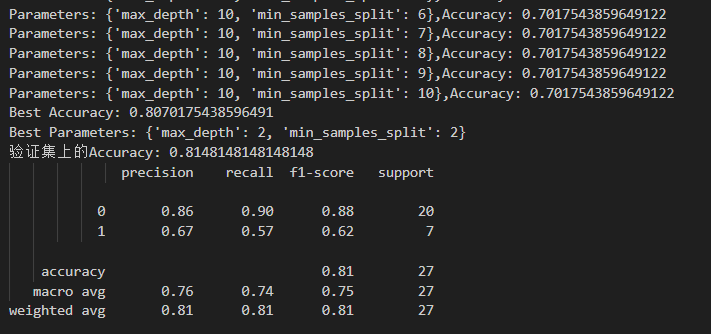 Parameters: {'max_depth': 10, 'min_samples_split': 6},Accuracy: 0.7017543859649122
Parameters: {'max_depth': 10, 'min_samples_split': 7},Accuracy: 0.7017543859649122
Parameters: {'max_depth': 10, 'min_samples_split': 8},Accuracy: 0.7017543859649122
Parameters: {'max_depth': 10, 'min_samples_split': 9},Accuracy: 0.7017543859649122
Parameters: {'max_depth': 10, 'min_samples_split': 10},Accuracy: 0.7017543859649122
Best Accuracy: 0.8070175438596491
Best Parameters: {'max_depth': 2, 'min_samples_split': 2}
验证集上的Accuracy: 0.8148148148148148
precision recall f1-score support
0 0.86 0.90 0.88 20
1 0.67 0.57 0.62 7
accuracy 0.81 27
macro avg 0.76 0.74 0.75 27
weighted avg 0.81 0.81 0.81 27